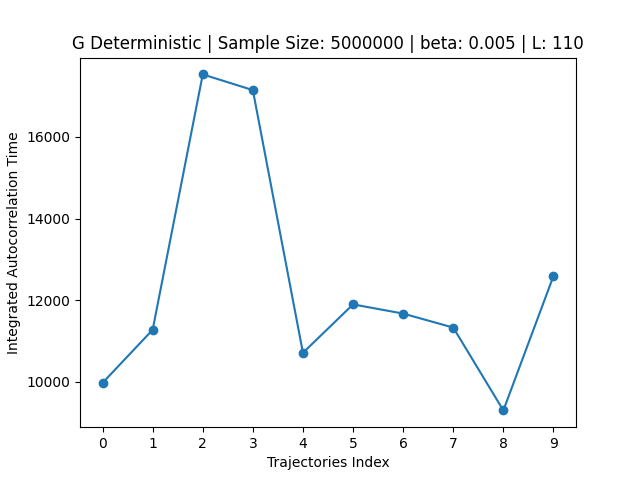 G Deterministic | Sample Size: 5000000 | beta: 0.005 | L: 110
Integrated Autocorrelation Time
16000
14000
12000
10000
0 1 2 3 4 5 6 7 8 9
Trajectories Index